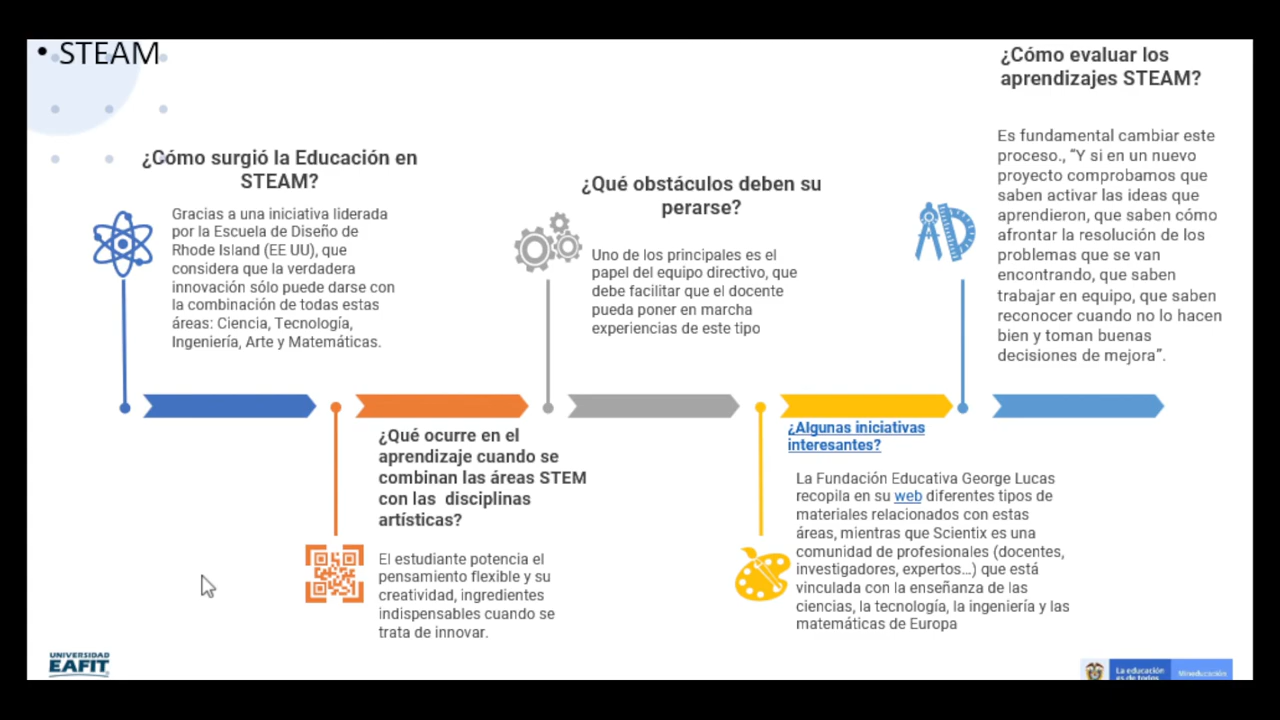 • STEAM
¿Cómo surgió la Educación en
STEAM?
Gracias a una iniciativa liderada
por la Escuela de Diseño de
Rhode Island (EE UU), que
considera que la verdadera
innovación sólo puede darse con
la combinación de todas estas
áreas: Ciencia, Tecnología,
Ingeniería, Arte y Matemáticas.
¿Qué ocurre en el
aprendizaje cuando se
combinan las áreas STEM
con las disciplinas
artísticas?
El estudiante potencia el
pensamiento flexible y su
creatividad, ingredientes
indispensables cuando se
trata de innovar.
¿Qué obstáculos deben su
perarse?
Uno de los principales es el
papel del equipo directivo, que
debe facilitar que el docente
pueda poner en marcha
experiencias de este tipo
¿Algunas iniciativas
interesantes?
La Fundación Educativa George Lucas
recopila en su web diferentes tipos de
materiales relacionados con estas
áreas, mientras que Scientix es una
comunidad de profesionales (docentes,
investigadores, expertos…) que está
vinculada con la enseñanza de las
ciencias, la tecnología, la ingeniería y las
matemáticas de Europa
¿Cómo evaluar los
aprendizajes STEAM?
Es fundamental cambiar este
proceso., “Y si en un nuevo
proyecto comprobamos que
saben activar las ideas que
aprendieron, que saben cómo
afrontar la resolución de los
problemas que se van
encontrando, que saben
trabajar en equipo, que saben
reconocer cuando no lo hacen
bien y toman buenas
decisiones de mejora”.
UNIVERSIDAD
EAFIT
La educación
es de todos
Mineducación